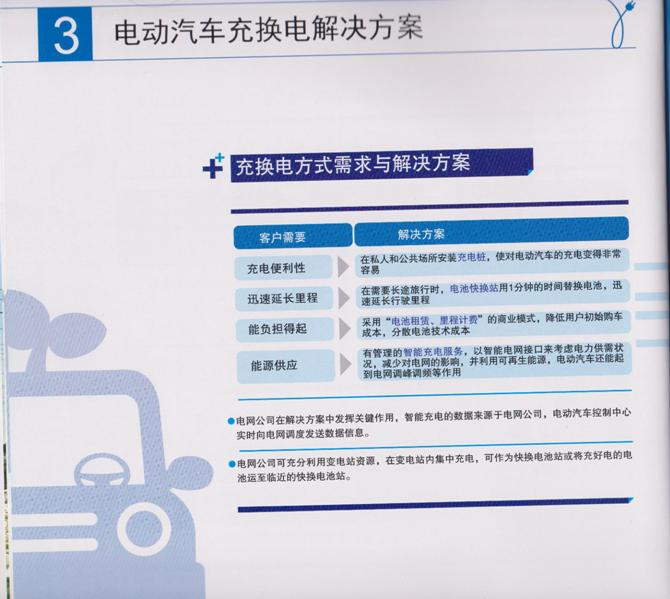 3 电动汽车充换电解决方案
充换电方式需求与解决方案
客户需要 解决方案
充电便利性 在私人和公共场所安装充电桩，使对电动汽车的充电变得非常
容易
迅速延长里程 在需要长途旅行时，电池快换站用1分钟的时间替换电池，迅
速延长行驶里程
能负担得起 采用“电池租赁、里程计费”的商业模式，降低用户初始购车
成本，分散电池技术成本
能源供应 有管理的智能充电服务，以智能电网接口来考虑电力供需状
况，减少对电网的影响，并利用可再生能源，电动汽车还能起
到电网调峰调频等作用
●电网公司在解决方案中发挥关健作用，智能充电的数据来源于电网公司，电动汽车控制中心
实时向电网调度发送数据信息。
●电网公司可充分利用变电站资源，在变电站内集中充电，可作为快换电池站或将充好电的电
池运至临近的快换电池站。